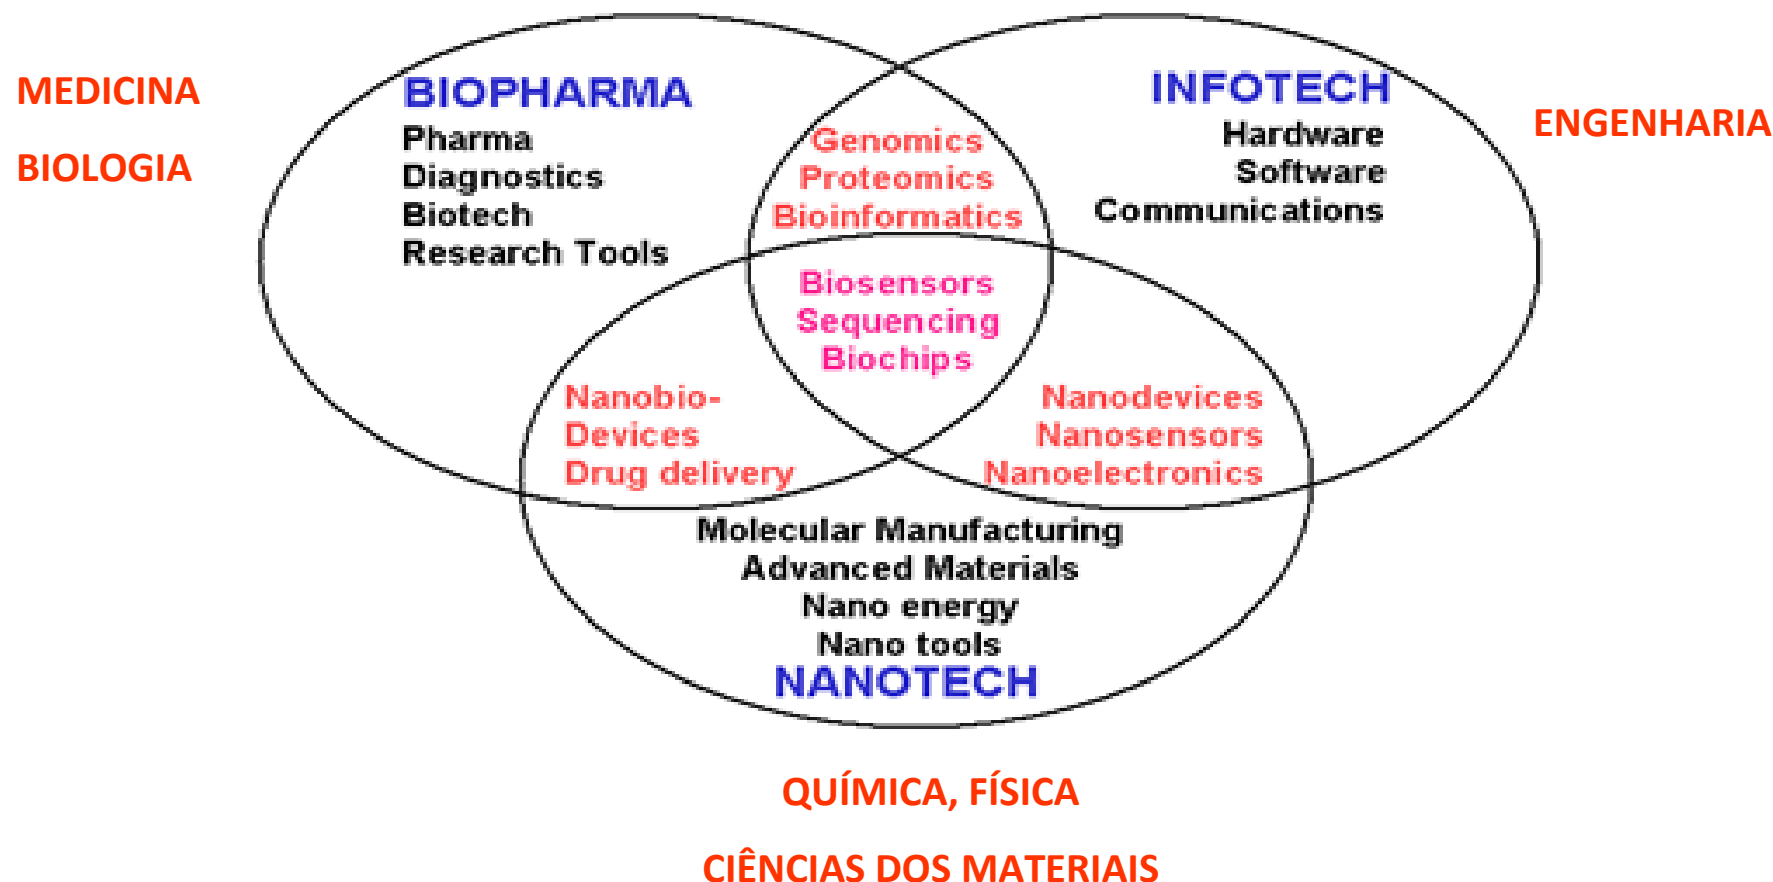 MEDICINA
BIOLOGIA
BIOPHARMA
Pharma
Diagnostics
Biotech
Research Tools
Genomics
Proteomics
Bioinformatics
INFOTECH
Hardware
Software
Communications
ENGENHARIA
Biosensors
Sequencing
Biochips
Nanobio-
Devices
Drug delivery
Nanodevices
Nanosensors
Nanoelectronics
Molecular Manufacturing
Advanced Materials
Nano energy
Nano tools
NANOTECH
QUÍMICA, FÍSICA
CIÊNCIAS DOS MATERIAIS